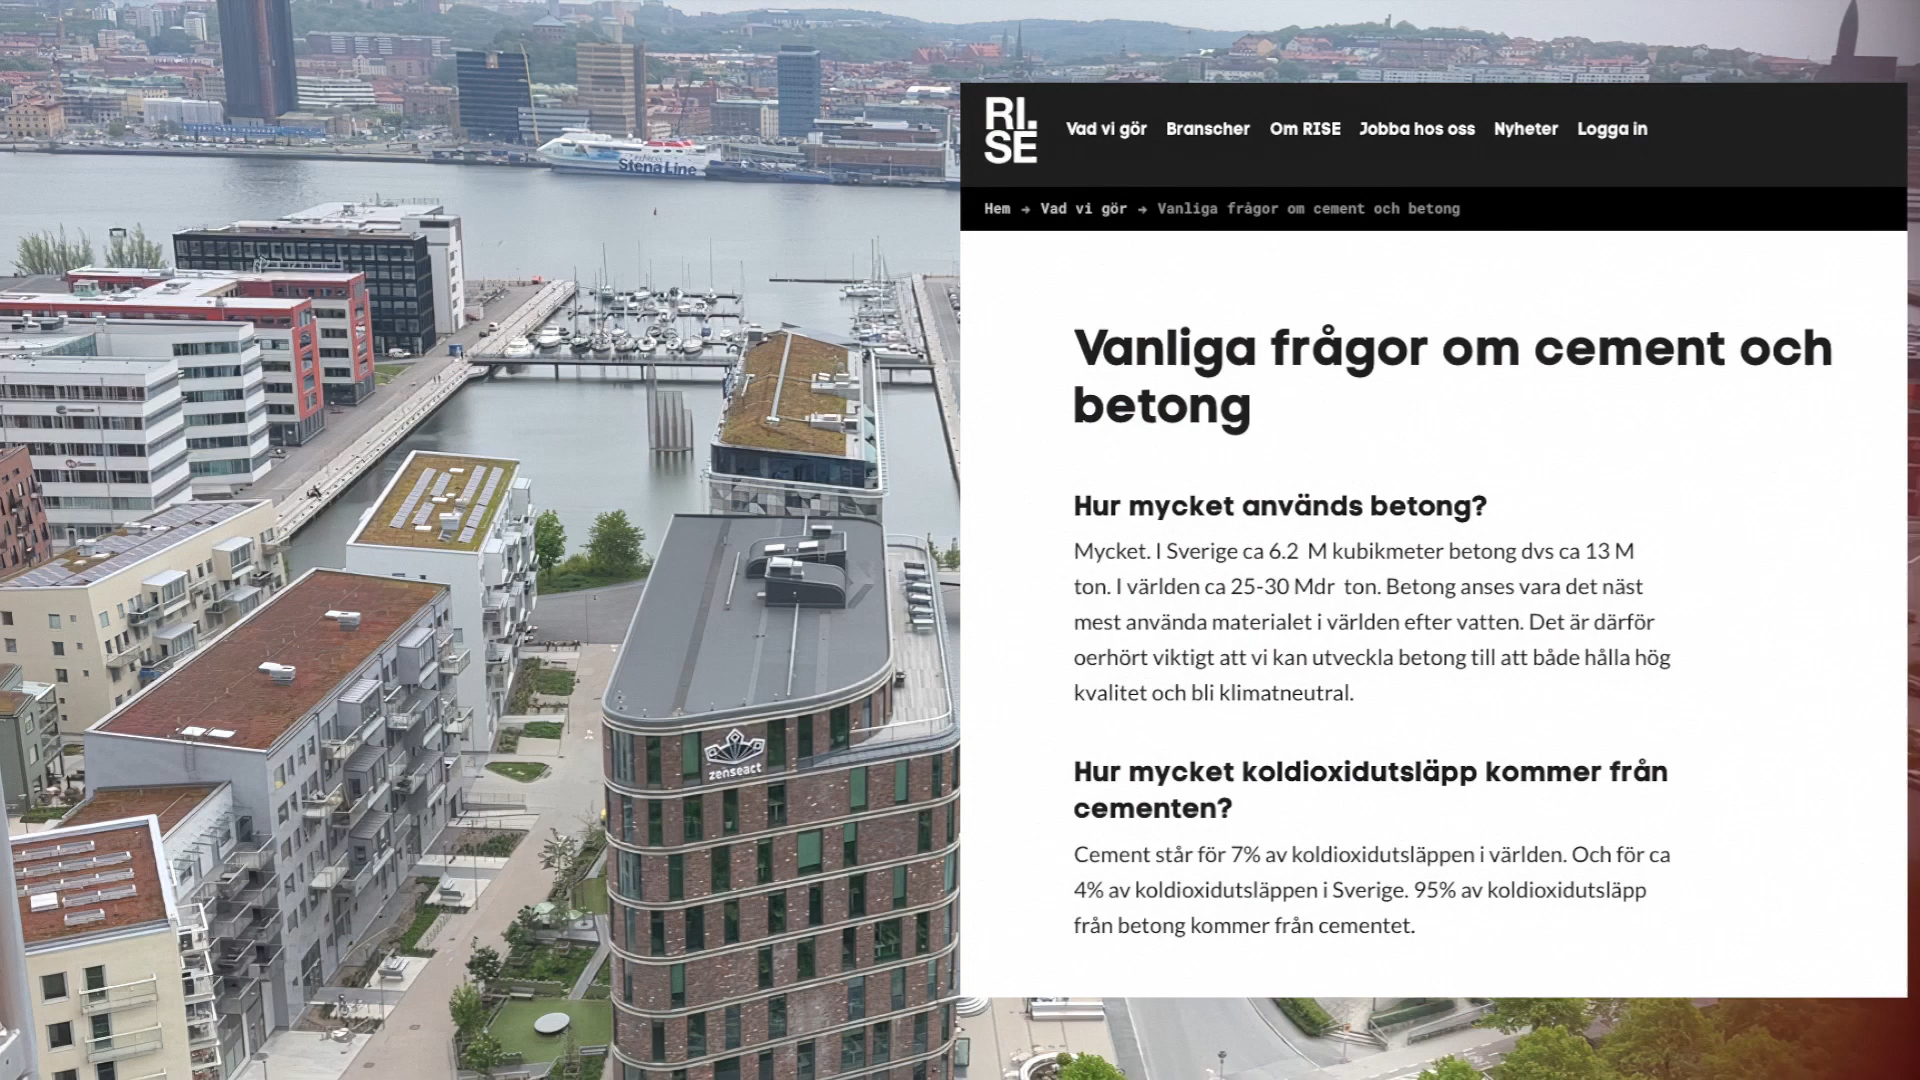 Stena Line
zenseact
RI.
SE
Vad vi gör Branscher Om RISE Jobba hos oss Nyheter Logga in
Hem → Vad vi gör → Vanliga frågor om cement och betong
Vanliga frågor om cement och
betong
Hur mycket används betong?
Mycket. I Sverige ca 6.2 M kubikmeter betong dvs ca 13 M
ton. I världen ca 25-30 Mdr ton. Betong anses vara det näst
mest använda materialet i världen efter vatten. Det är därför
oerhört viktigt att vi kan utveckla betong till att både hålla hög
kvalitet och bli klimatneutral.
Hur mycket koldioxidutsläpp kommer från
cementen?
Cement står för 7% av koldioxidutsläppen i världen. Och för ca
4% av koldioxidutsläppen i Sverige. 95% av koldioxidutsläpp
från betong kommer från cementet.